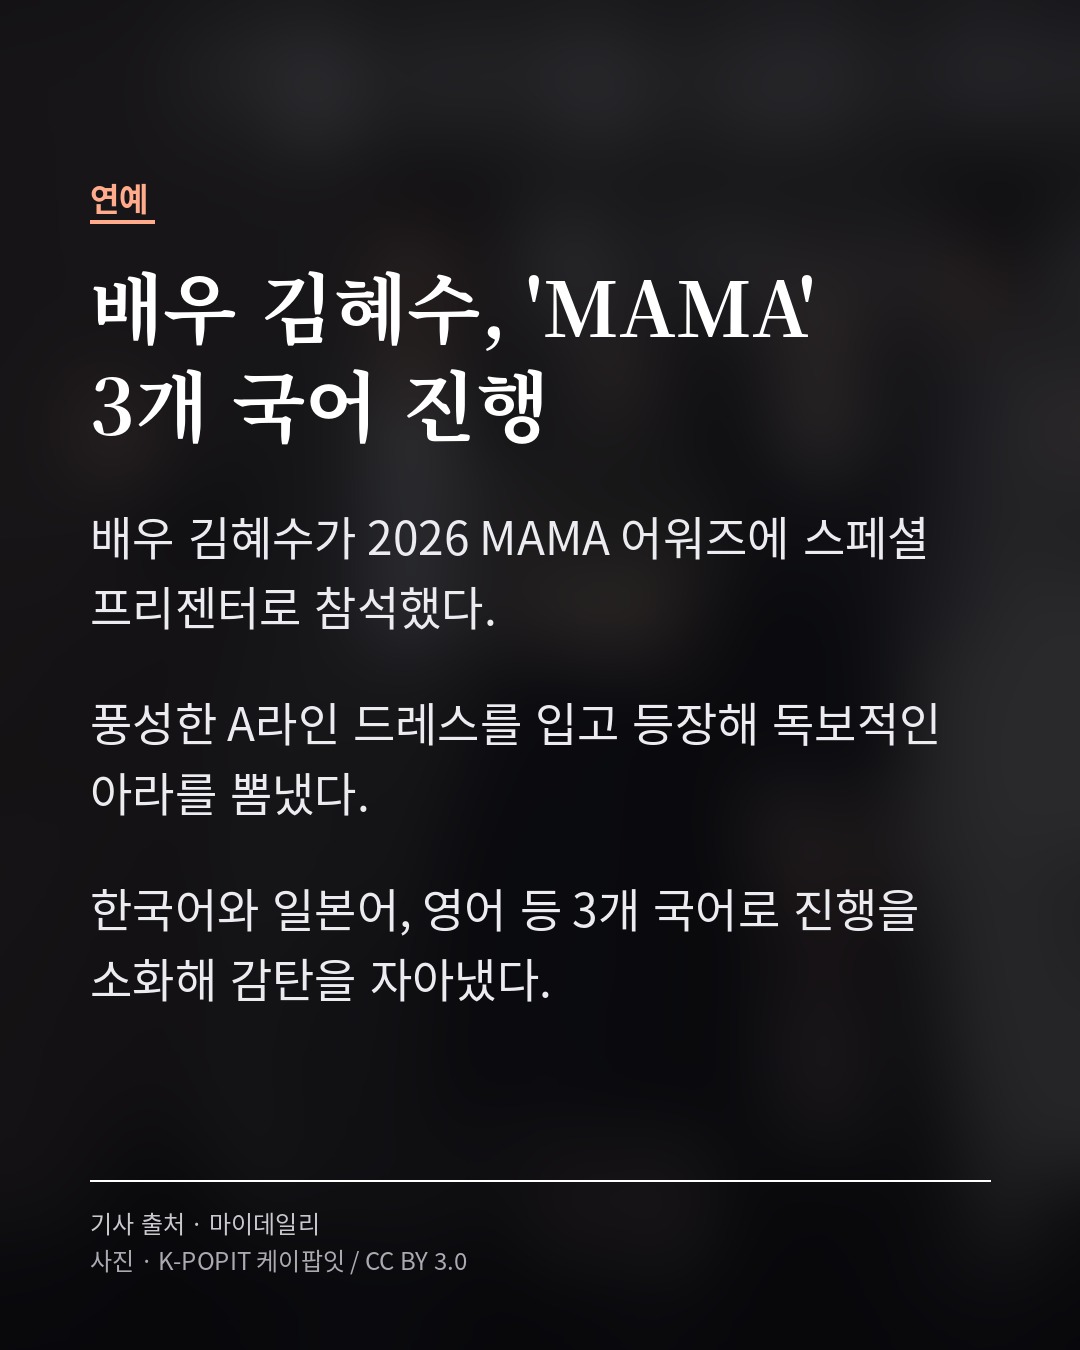 연예
배우 김혜수, 'MAMA'
3개 국어 진행
배우 김혜수가 2026 MAMA 어워즈에 스페셜
프리젠터로 참석했다.
풍성한 A라인 드레스를 입고 등장해 독보적인
아라를 뽐냈다.
한국어와 일본어, 영어 등 3개 국어로 진행을
소화해 감탄을 자아냈다.
기사 출처 · 마이데일리
사진 · K-POPIT 케이팝잇 / CC BY 3.0